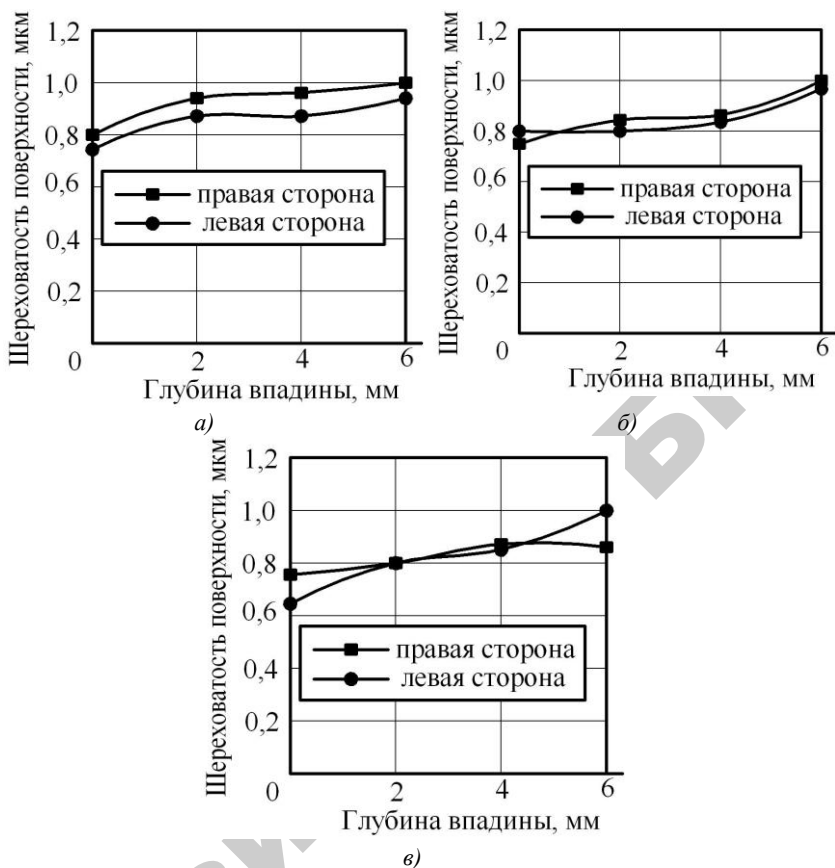 Шереховатость поверхности, мкм
1,2
1,0
0,8
0,6
0,4
0,2
0
2
4
6
правая сторона
левая сторона
Глубина впадины, мм
а)
Шереховатость поверхности, мкм
1,2
1,0
0,8
0,6
0,4
0,2
0
2
4
6
правая сторона
левая сторона
Глубина впадины, мм
б)
Шереховатость поверхности, мкм
1,2
1,0
0,8
0,6
0,4
0,2
0
2
4
6
правая сторона
левая сторона
Глубина впадины, мм
в)